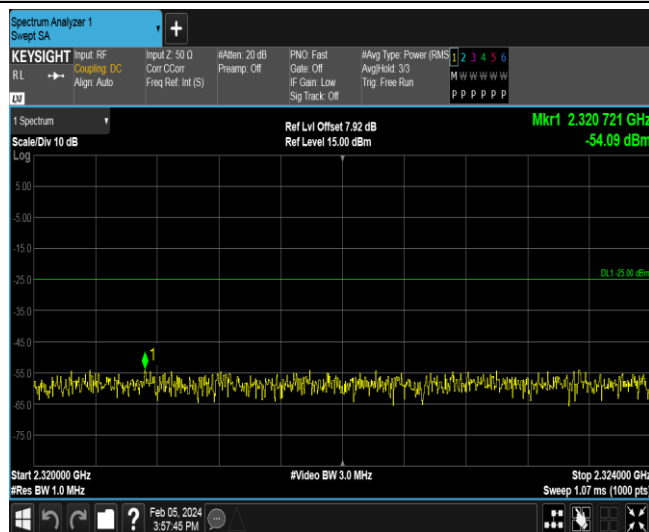 Spectrum Analyzer 1
Swept SA
+
KEYSIGHT
RL
LXI
Input: RF
Coupling: DC
Align: Auto
Input Z: 50 Ω
Corr CCorr
Freq Ref: Int (S)
#Atten: 20 dB
Preamp: Off
PNO: Fast
Gate: Off
IF Gain: Low
Sig Track: Off
#Avg Type: Power (RMS
Avg|Hold: 3/3
Trig: Free Run
1 2 3 4 5 6
M W W W W W
P P P P P P
1 Spectrum
Scale/Div 10 dB
Ref Lvl Offset 7.92 dB
Ref Level 15.00 dBm
Mkr1 2.320 721 GHz
-54.09 dBm
Log
5.00
-5.00
-15.0
DL1 -25.00 dBm
-25.0
-35.0
-45.0
1
-55.0
-65.0
-75.0
Start 2.320000 GHz
#Res BW 1.0 MHz
#Video BW 3.0 MHz
Stop 2.324000 GHz
Sweep 1.07 ms (1000 pts)
?
Feb 05, 2024
3:57:45 PM